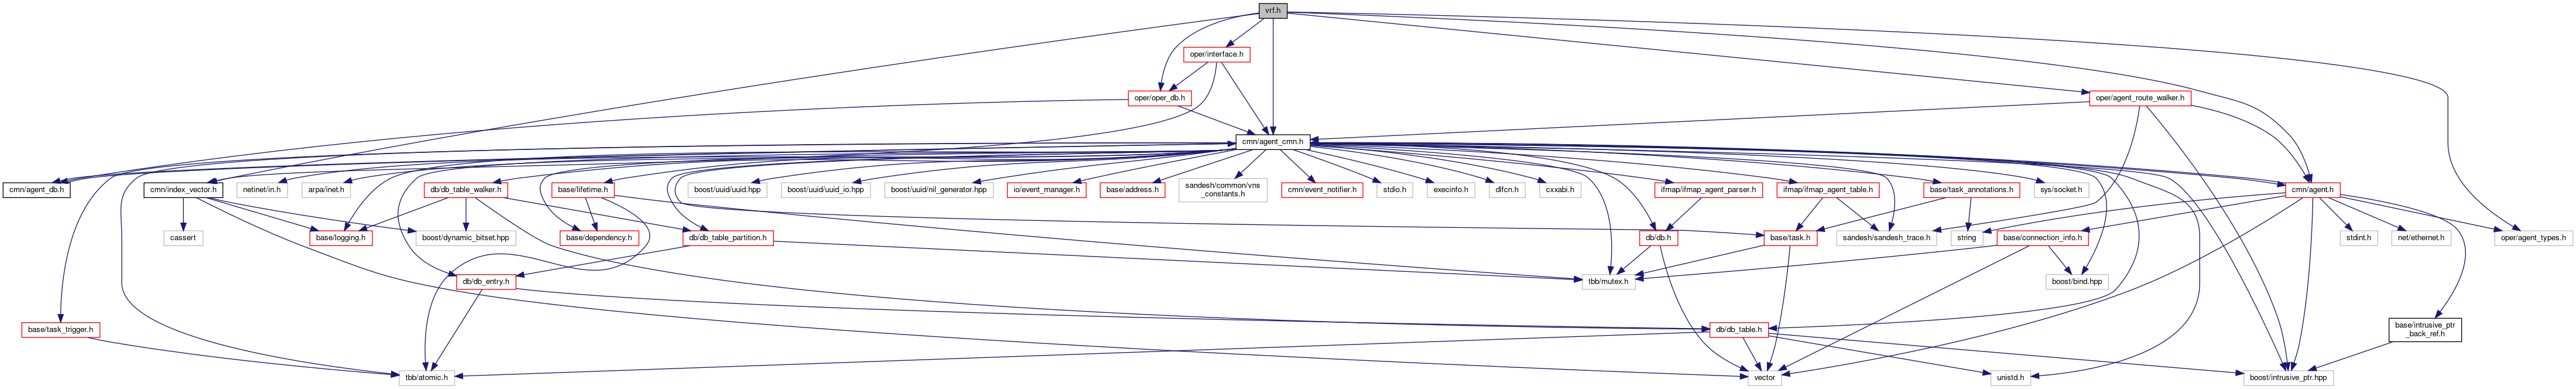 vrf.h
oper/interface.h
oper/oper_db.h
oper/agent_route_walker.h
cmn/agent_cmn.h
cmn/agent_db.h
cmn/index_vector.h
netinet/in.h
arpa/inet.h
db/db_table_walker.h
base/lifetime.h
boost/uuid/uuid.hpp
boost/uuid/uuid_io.hpp
boost/uuid/nil_generator.hpp
io/event_manager.h
base/address.h
sandesh/common/vns
_constants.h
cmn/event_notifier.h
stdio.h
execinfo.h
dlfcn.h
cxxabi.h
ifmap/ifmap_agent_parser.h
ifmap/ifmap_agent_table.h
base/task_annotations.h
sys/socket.h
cmn/agent.h
cassert
base/logging.h
boost/dynamic_bitset.hpp
base/dependency.h
db/db_table_partition.h
db/db.h
base/task.h
sandesh/sandesh_trace.h
string
base/connection_info.h
stdint.h
net/ethernet.h
oper/agent_types.h
db/db_entry.h
tbb/mutex.h
boost/bind.hpp
base/task_trigger.h
db/db_table.h
base/intrusive_ptr
_back_ref.h
tbb/atomic.h
vector
unistd.h
boost/intrusive_ptr.hpp